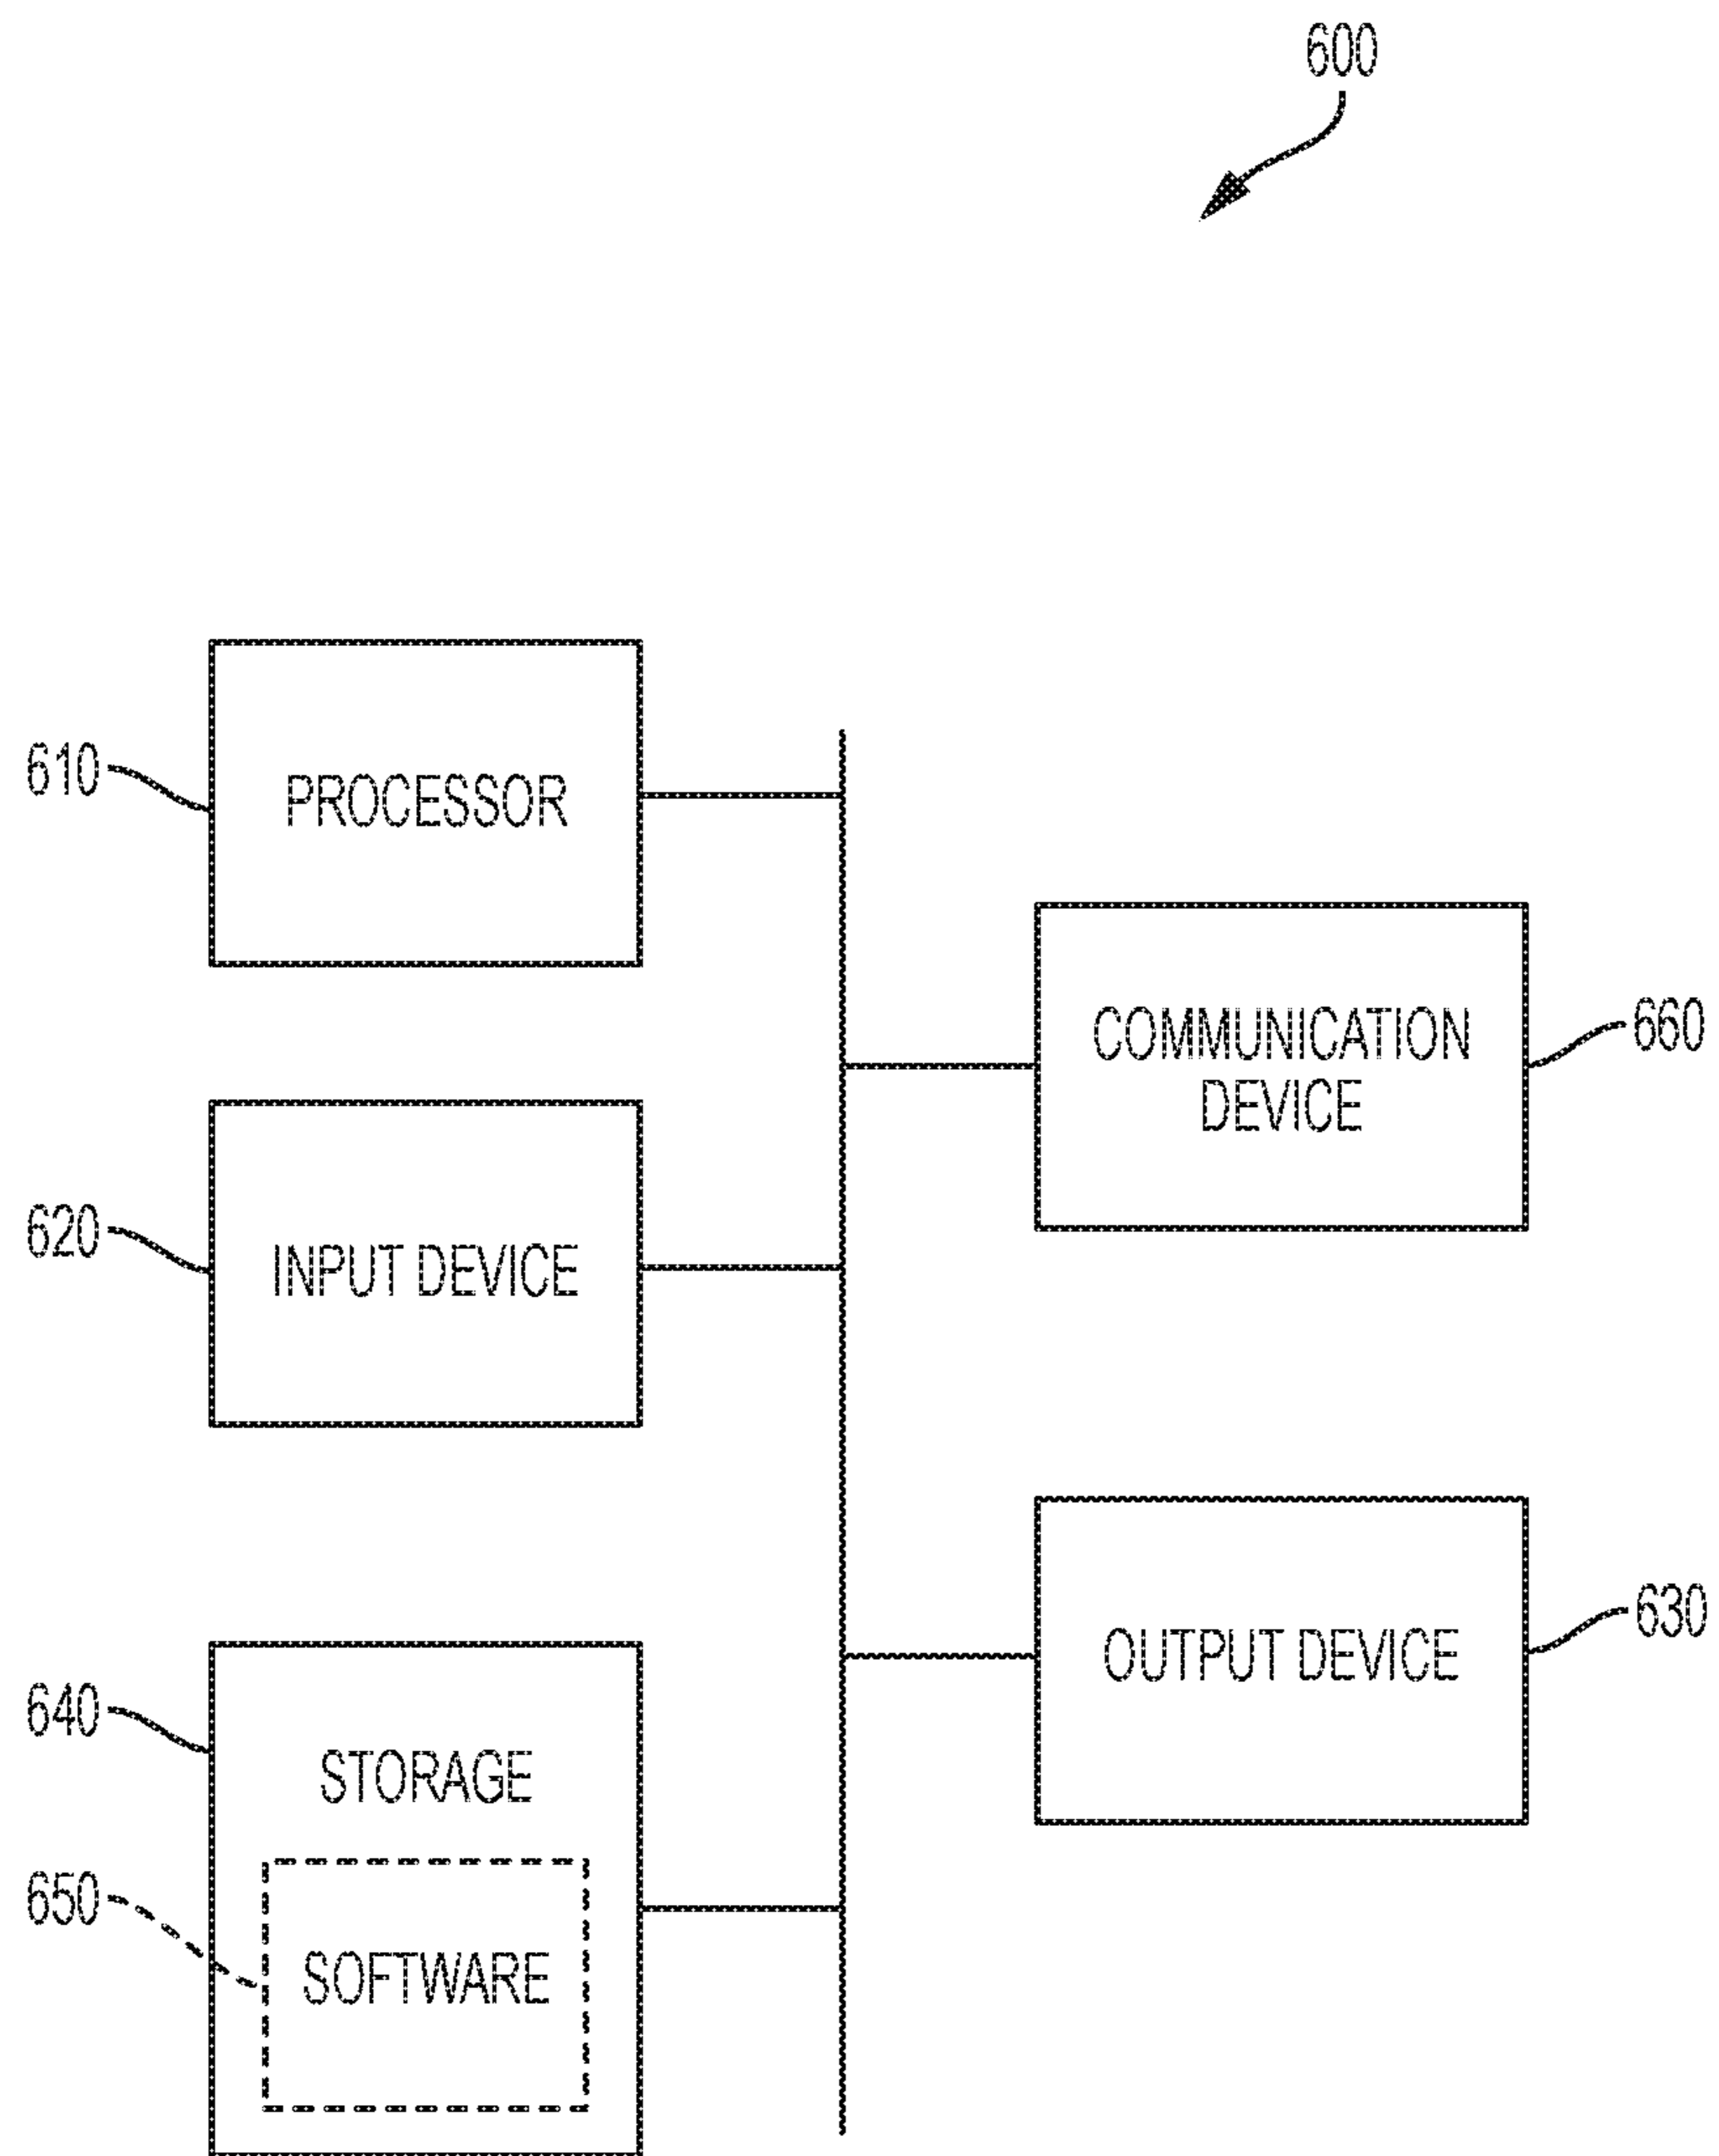 600
610
PROCESSOR
COMMUNICATION
DEVICE
660
620
INPUT DEVICE
OUTPUT DEVICE
630
640
STORAGE
650
SOFTWARE